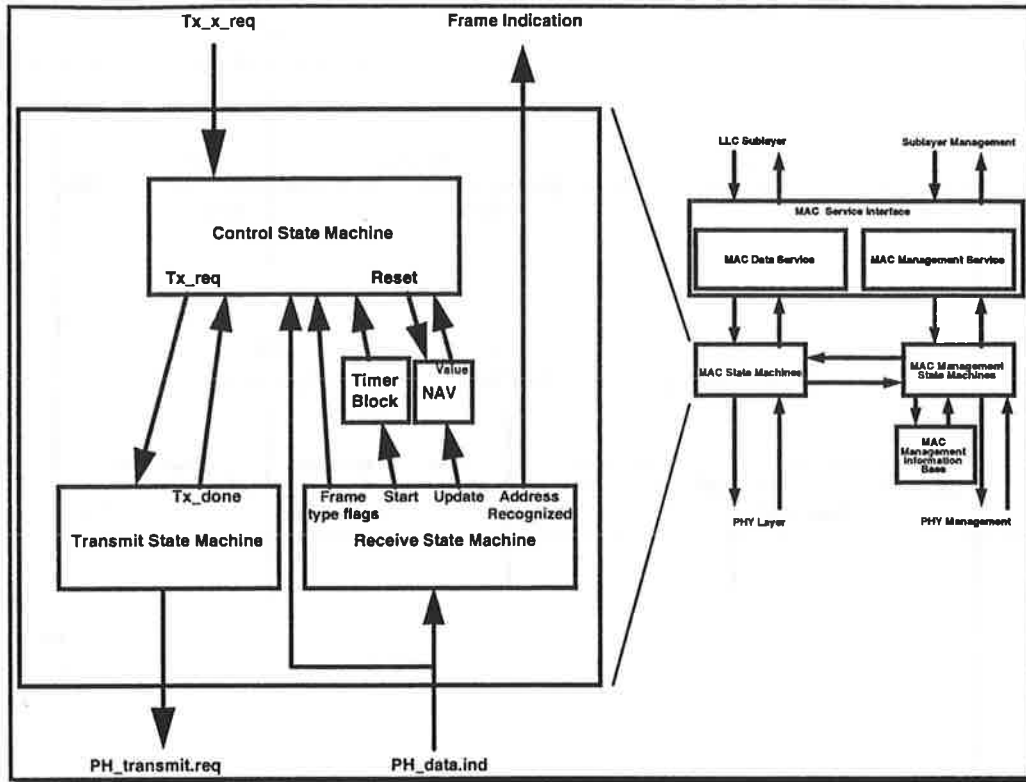 Tx_x_req
Frame Indication
Control State Machine
Tx_req
Reset
Timer
Block
Value
NAV
Tx_done
Transmit State Machine
Frame
type flags
Start
Update
Address
Recognized
Receive State Machine
PH_transmit.req
PH_data.ind
LLC Sublayer
Sublayer Management
MAC Service Interface
MAC Data Service
MAC Management Service
MAC State Machines
MAC Management
State Machines
MAC
Management
Information
Base
PHY Layer
PHY Management